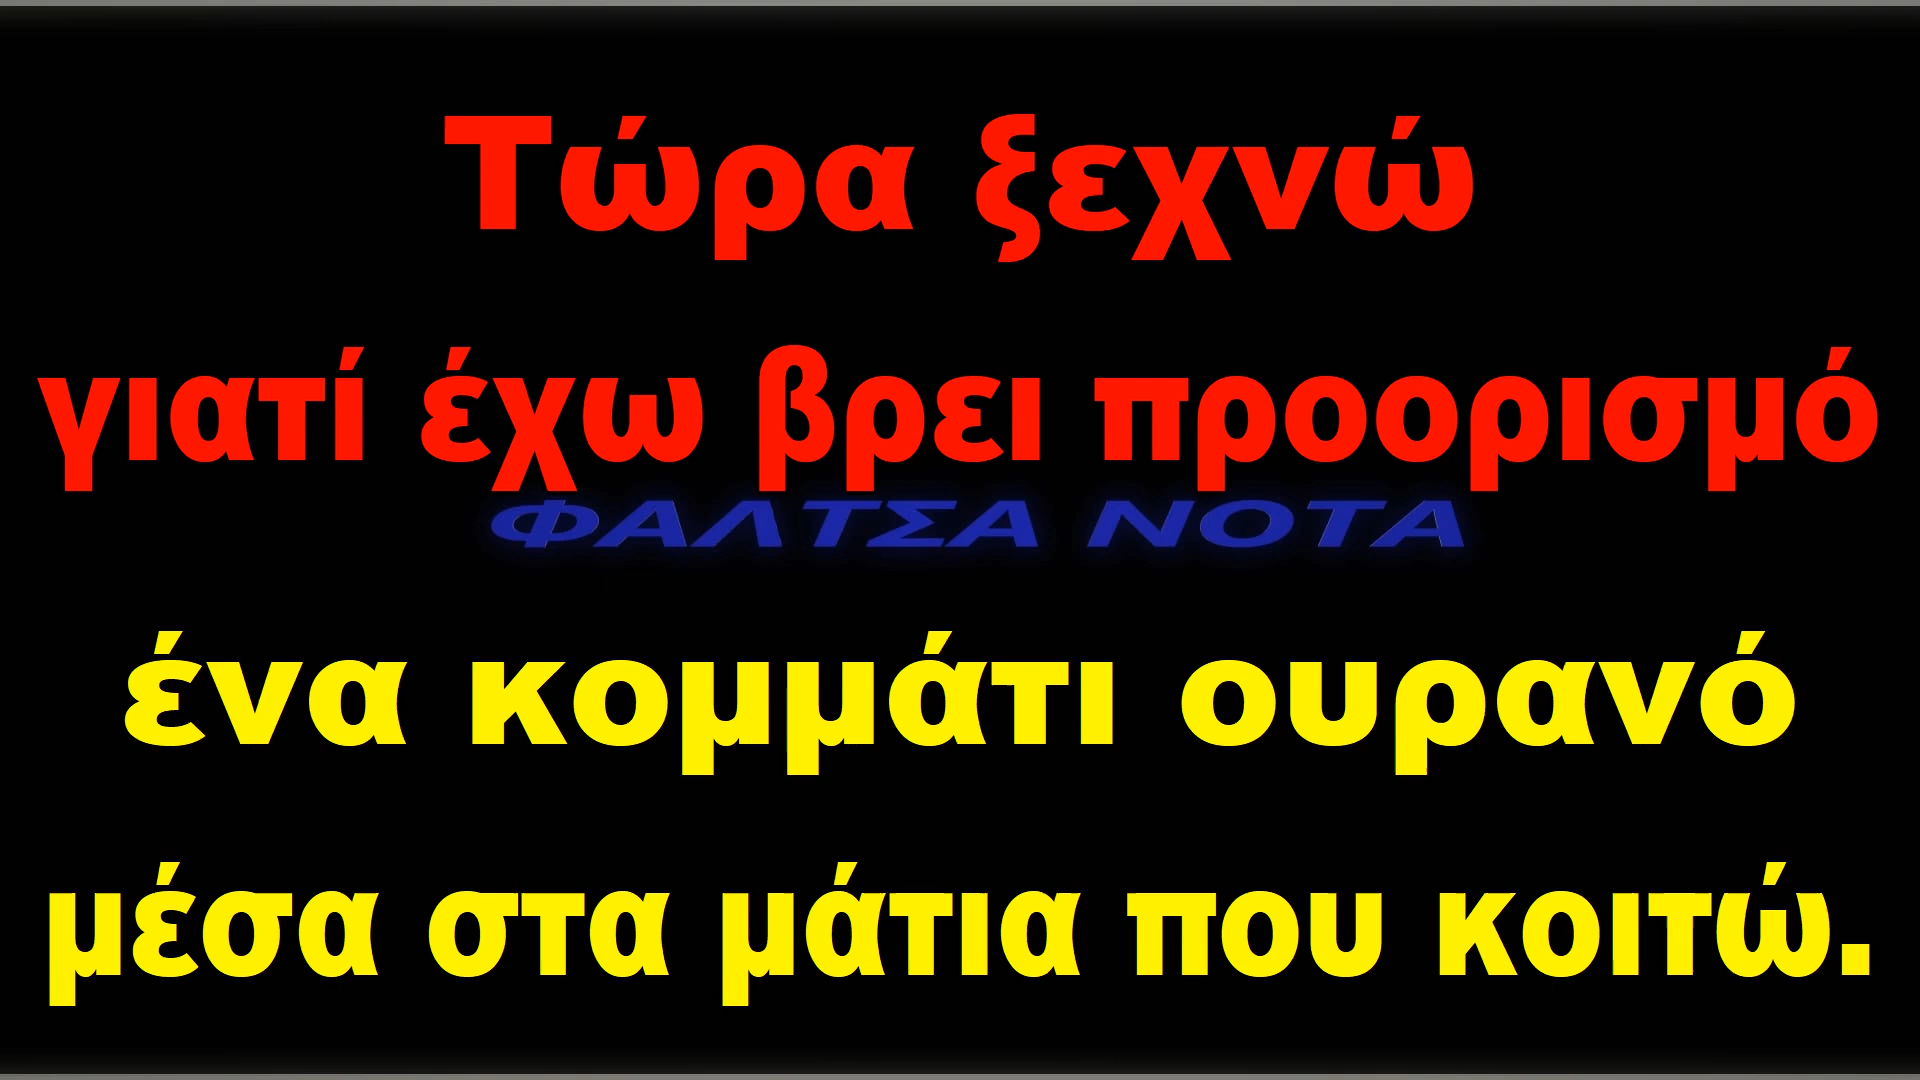 Τώρα ξεχνώ
γιατί έχω βρει προορισμό
ΦΑΛΤΣΑ ΝΟΤΑ
ένα κομμάτι ουρανό
μέσα στα μάτια που κοιτώ.